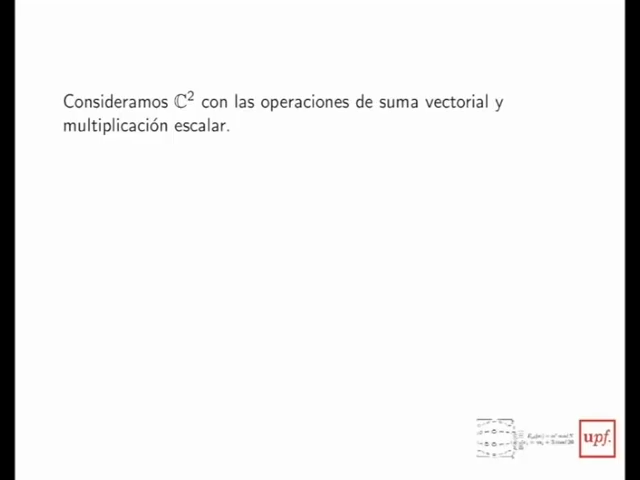 Consideramos ℂ² con las operaciones de suma vectorial y
multiplicación escalar.
upf.